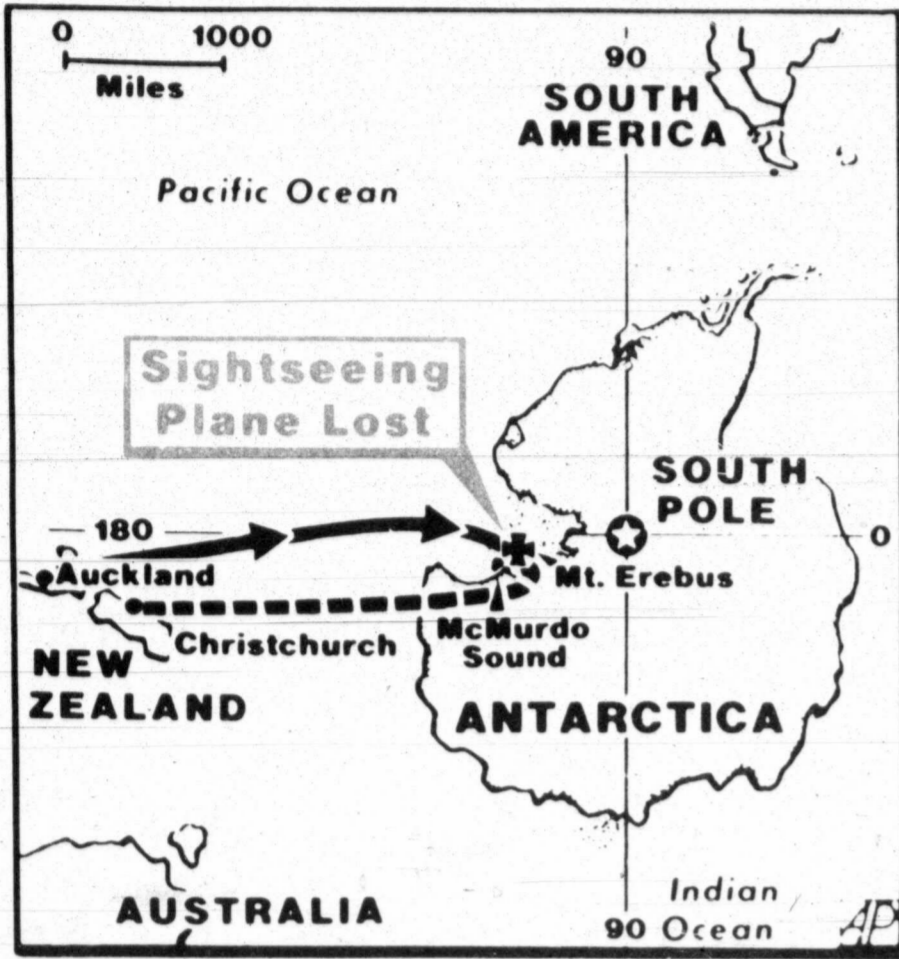 0 1000
Miles
90
SOUTH
AMERICA
Pacific Ocean
Sightseeing
Plane Lost
SOUTH
POLE
180
0
Auckland
Mt. Erebus
Christchurch
McMurdo
Sound
NEW
ZEALAND
ANTARCTICA
AUSTRALIA
Indian
Ocean
90
AP